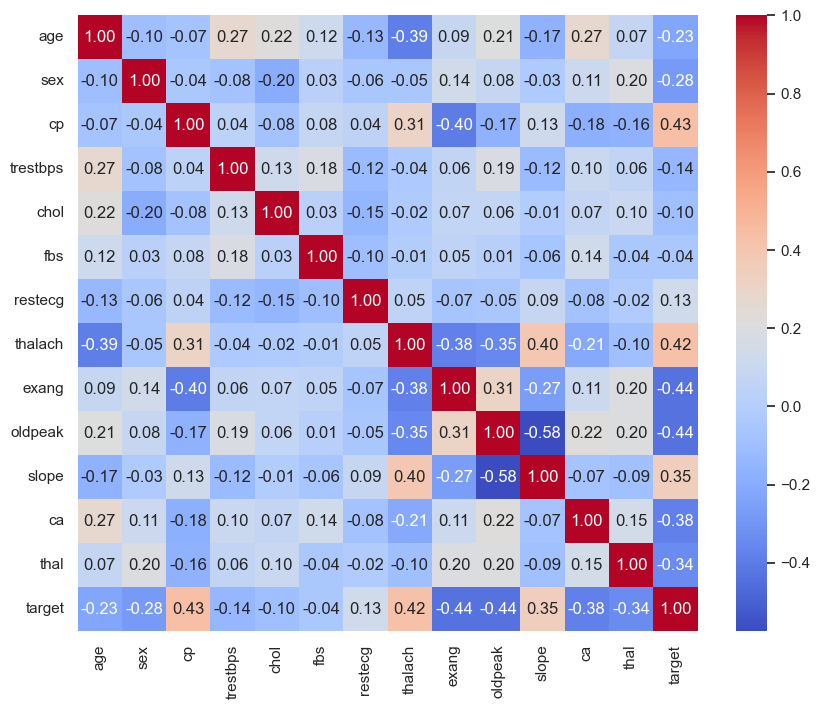 age 1.00 -0.10 -0.07 0.27 0.22 0.12 -0.13 -0.39 0.09 0.21 -0.17 0.27 0.07 -0.23
sex -0.10 1.00 -0.04 -0.08 -0.20 0.03 -0.06 -0.05 0.14 0.08 -0.03 0.11 0.20 -0.28
cp -0.07 -0.04 1.00 0.04 -0.08 0.08 0.04 0.31 -0.40 -0.17 0.13 -0.18 -0.16 0.43
trestbps 0.27 -0.08 0.04 1.00 0.13 0.18 -0.12 -0.04 0.06 0.19 -0.12 0.10 0.06 -0.14
chol 0.22 -0.20 -0.08 0.13 1.00 0.03 -0.15 -0.02 0.07 0.06 -0.01 0.07 0.10 -0.10
fbs 0.12 0.03 0.08 0.18 0.03 1.00 -0.10 -0.01 0.05 0.01 -0.06 0.14 -0.04 -0.04
restecg -0.13 -0.06 0.04 -0.12 -0.15 -0.10 1.00 0.05 -0.07 -0.05 0.09 -0.08 -0.02 0.13
thalach -0.39 -0.05 0.31 -0.04 -0.02 -0.01 0.05 1.00 -0.38 -0.35 0.40 -0.21 -0.10 0.42
exang 0.09 0.14 -0.40 0.06 0.07 0.05 -0.07 -0.38 1.00 0.31 -0.27 0.11 0.20 -0.44
oldpeak 0.21 0.08 -0.17 0.19 0.06 0.01 -0.05 -0.35 0.31 1.00 -0.58 0.22 0.20 -0.44
slope -0.17 -0.03 0.13 -0.12 -0.01 -0.06 0.09 0.40 -0.27 -0.58 1.00 -0.07 -0.09 0.35
ca 0.27 0.11 -0.18 0.10 0.07 0.14 -0.08 -0.21 0.11 0.22 -0.07 1.00 0.15 -0.38
thal 0.07 0.20 -0.16 0.06 0.10 -0.04 -0.02 -0.10 0.20 0.20 -0.09 0.15 1.00 -0.34
target -0.23 -0.28 0.43 -0.14 -0.10 -0.04 0.13 0.42 -0.44 -0.44 0.35 -0.38 -0.34 1.00
age sex cp trestbps chol fbs restecg thalach exang oldpeak slope ca thal target
1.0
0.8
0.6
0.4
0.2
0.0
−0.2
−0.4